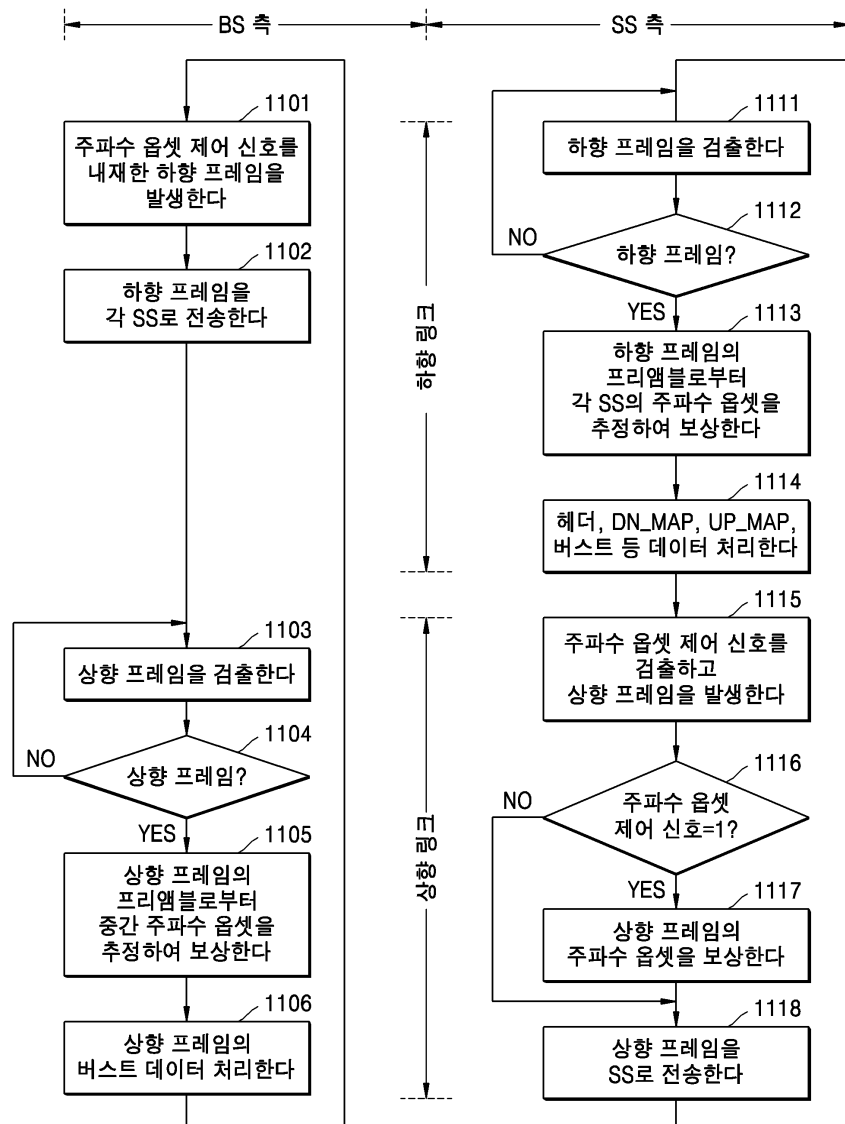 BS 측
SS 측
1101
주파수 옵셋 제어 신호를
내재한 하향 프레임을
발생한다
1102
하향 프레임을
각 SS로 전송한다
1103
상향 프레임을 검출한다
1104
상향 프레임?
NO
YES
1105
상향 프레임의
프리앰블로부터
중간 주파수 옵셋을
추정하여 보상한다
1106
상향 프레임의
버스트 데이터 처리한다
하향 링크
상향 링크
1111
하향 프레임을 검출한다
1112
하향 프레임?
NO
YES
1113
하향 프레임의
프리앰블로부터
각 SS의 주파수 옵셋을
추정하여 보상한다
1114
헤더, DN_MAP, UP_MAP,
버스트 등 데이터 처리한다
1115
주파수 옵셋 제어 신호를
검출하고
상향 프레임을 발생한다
1116
주파수 옵셋
제어 신호=1?
NO
YES
1117
상향 프레임의
주파수 옵셋을 보상한다
1118
상향 프레임을
SS로 전송한다